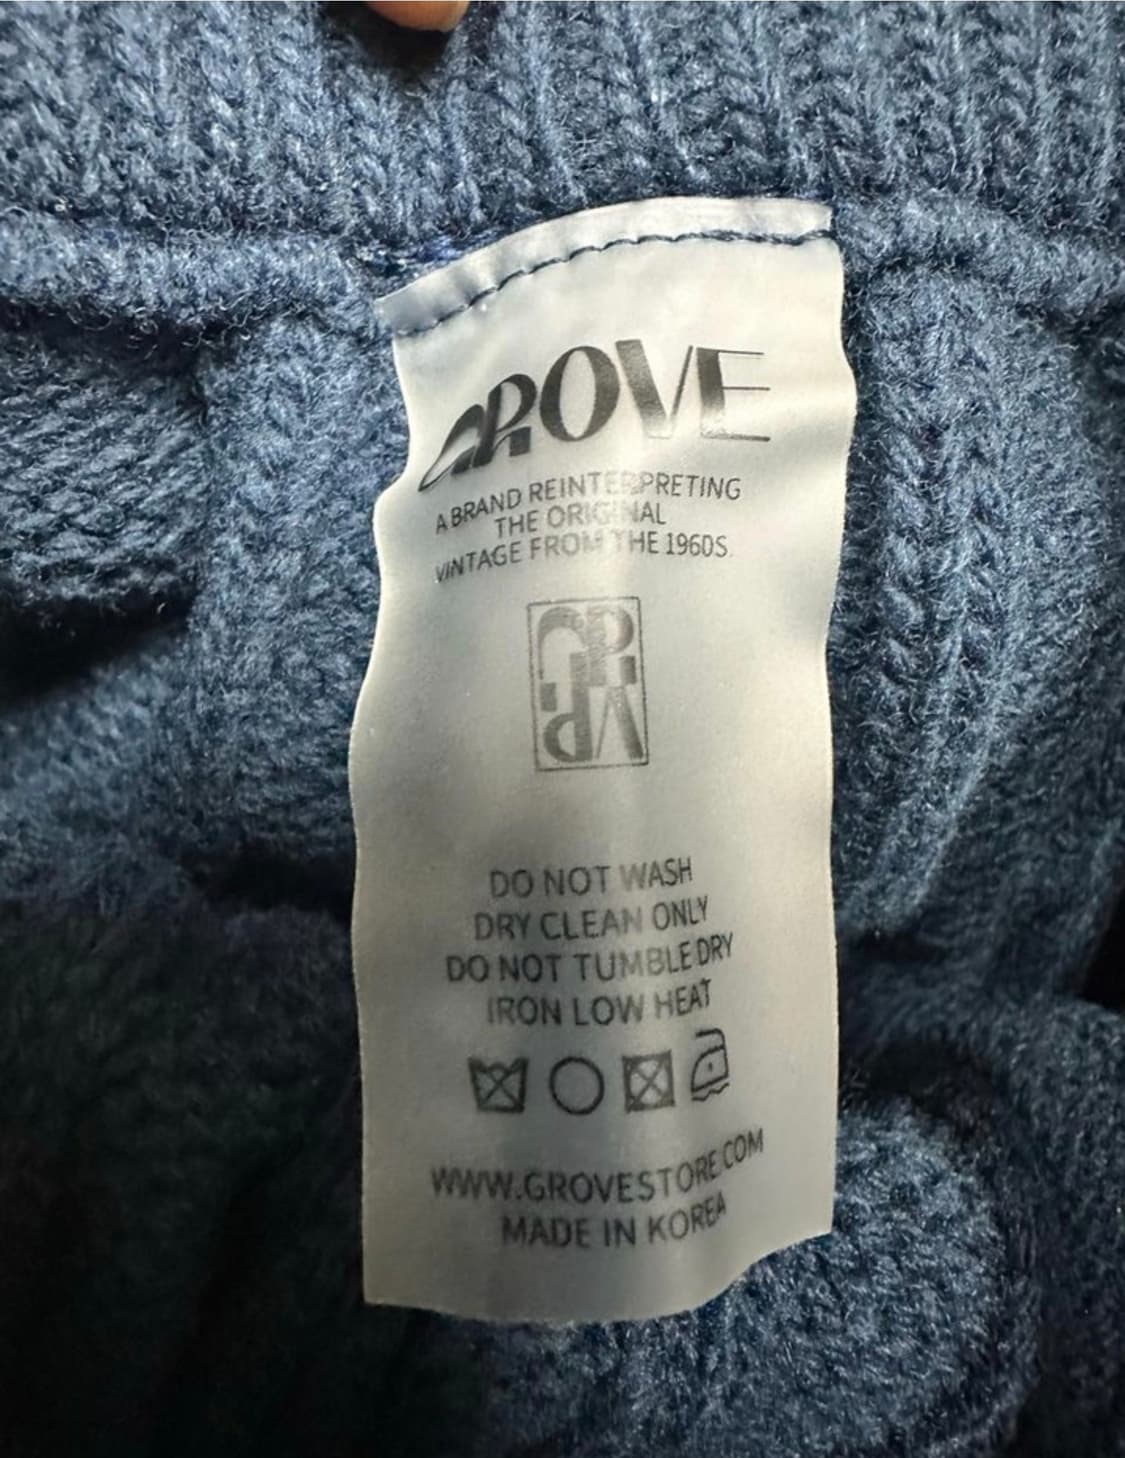 GROVE
A BRAND REINTERPRETING
THE ORIGINAL
VINTAGE FROM THE 1960S
DO NOT WASH
DRY CLEAN ONLY
DO NOT TUMBLE DRY
IRON LOW HEAT
WWW.GROVESTORE.COM
MADE IN KOREA